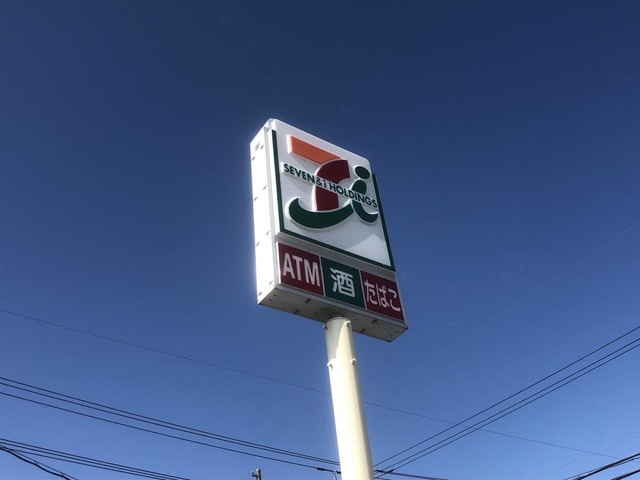 SEVEN & i HOLDINGS
ATM 酒 たばこ